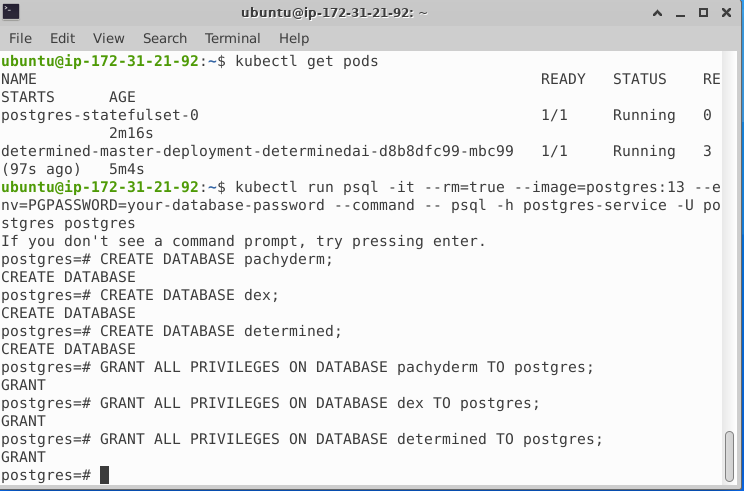 ubuntu@ip-172-31-21-92: ~
File Edit View Search Terminal Help
ubuntu@ip-172-31-21-92:~$ kubectl get pods
NAME                                                        READY   STATUS    RE
STARTS      AGE
postgres-statefulset-0                                      1/1     Running   0
            2m16s
determined-master-deployment-determinedai-d8b8dfc99-mbc99   1/1     Running   3
(97s ago)   5m4s
ubuntu@ip-172-31-21-92:~$ kubectl run psql -it --rm=true --image=postgres:13 --e
nv=PGPASSWORD=your-database-password --command -- psql -h postgres-service -U po
stgres postgres
If you don't see a command prompt, try pressing enter.
postgres=# CREATE DATABASE pachyderm;
CREATE DATABASE
postgres=# CREATE DATABASE dex;
CREATE DATABASE
postgres=# CREATE DATABASE determined;
CREATE DATABASE
postgres=# GRANT ALL PRIVILEGES ON DATABASE pachyderm TO postgres;
GRANT
postgres=# GRANT ALL PRIVILEGES ON DATABASE dex TO postgres;
GRANT
postgres=# GRANT ALL PRIVILEGES ON DATABASE determined TO postgres;
GRANT
postgres=#